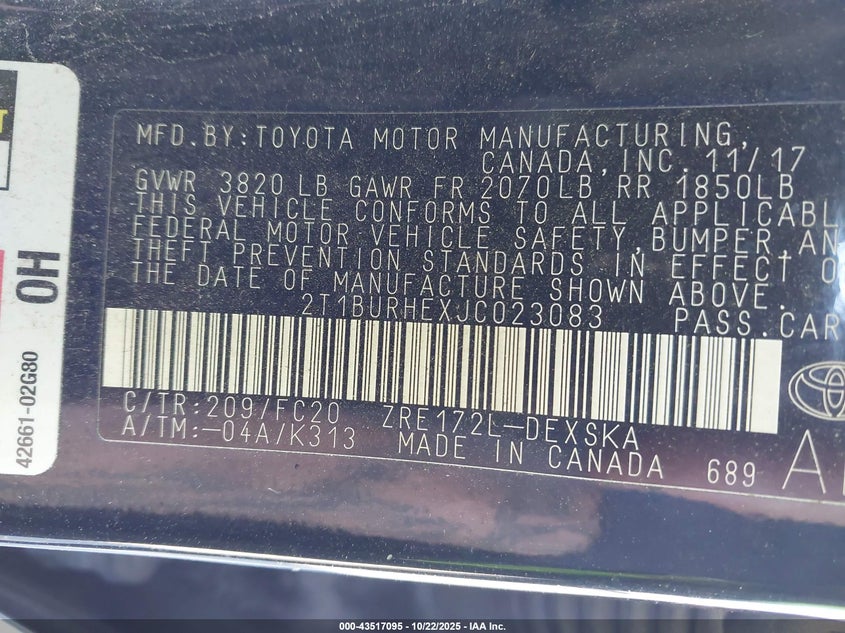 MFD.BY:TOYOTA MOTOR MANUFACTURING,
CANADA,INC. 11/17
GVWR 3820 LB GAWR FR 2070LB RR 1850LB
THIS VEHICLE CONFORMS TO ALL APPLICABL
FEDERAL MOTOR VEHICLE SAFETY,BUMPER AN
THEFT PREVENTION STANDARDS IN EFFECT O
THE DATE OF MANUFACTURE SHOWN ABOVE.
2T1BURHEXJC023083 PASS.CAR
C/TR:209/FC20 ZRE172L-DEXSKA
A/TM:-04A/K313 MADE IN CANADA 689
A
0H
42661-02G80
000-43517095 - 10/22/2025 - IAA Inc.